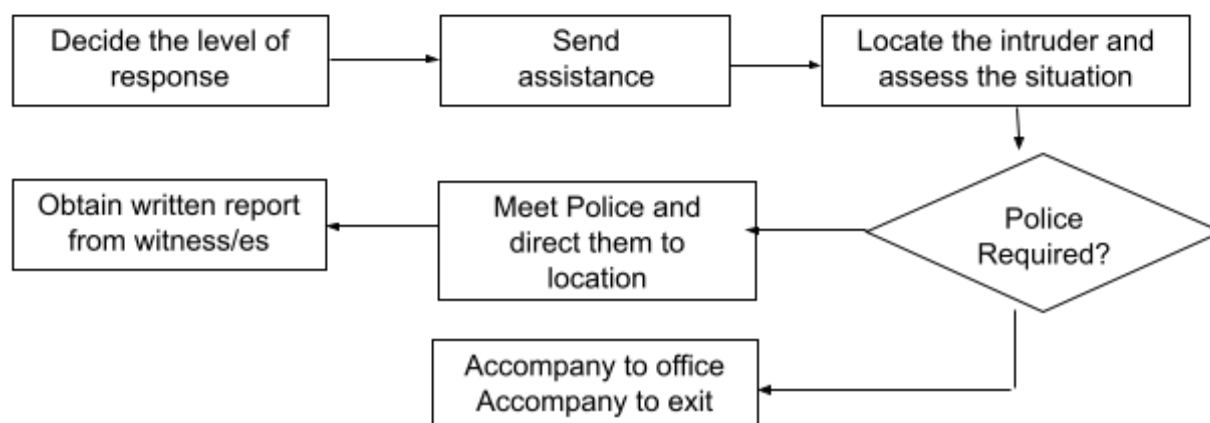 Decide the level of
response
Send
assistance
Locate the intruder and
assess the situation
Police
Required?
Meet Police and
direct them to
location
Obtain written report
from witness/es
Accompany to office
Accompany to exit